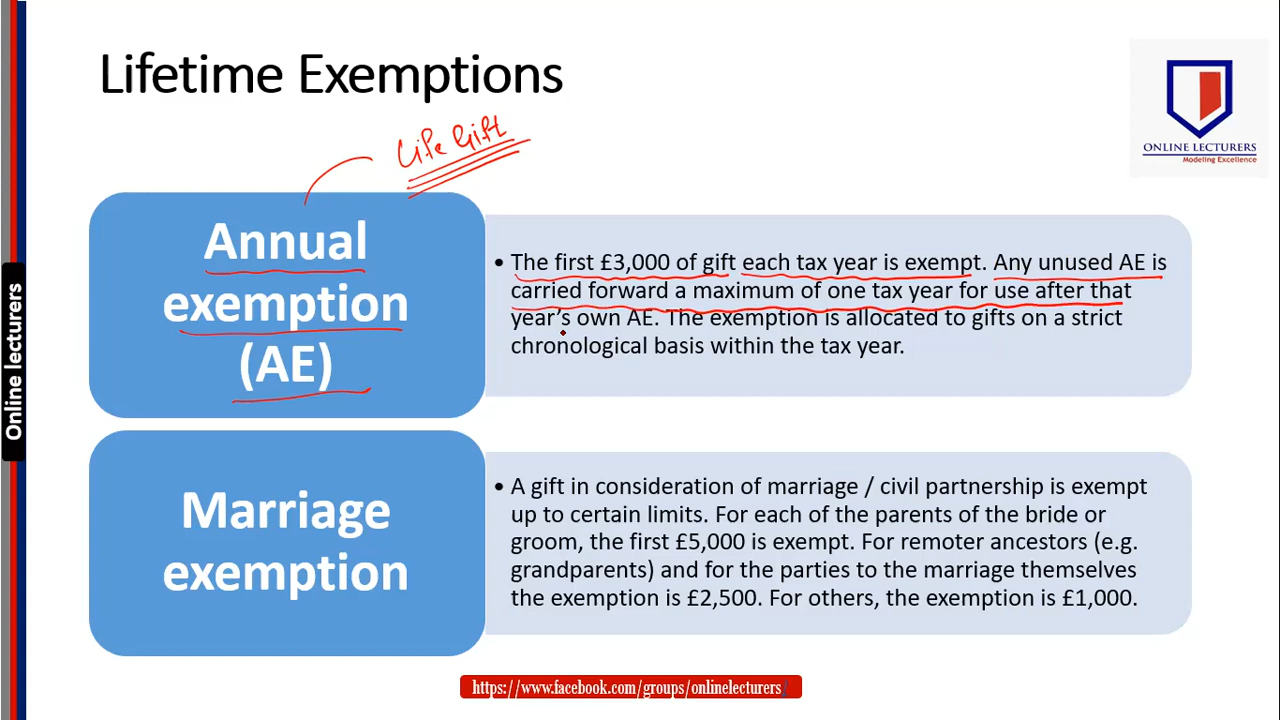 Lifetime Exemptions
Life Gift
ONLINE LECTURERS
Modeling Excellence
Annual
exemption
(AE)
• The first £3,000 of gift each tax year is exempt. Any unused AE is
carried forward a maximum of one tax year for use after that
year's own AE. The exemption is allocated to gifts on a strict
chronological basis within the tax year.
Online lecturers
Marriage
exemption
• A gift in consideration of marriage / civil partnership is exempt
up to certain limits. For each of the parents of the bride or
groom, the first £5,000 is exempt. For remoter ancestors (e.g.
grandparents) and for the parties to the marriage themselves
the exemption is £2,500. For others, the exemption is £1,000.
https://www.facebook.com/groups/onlinelecturers/